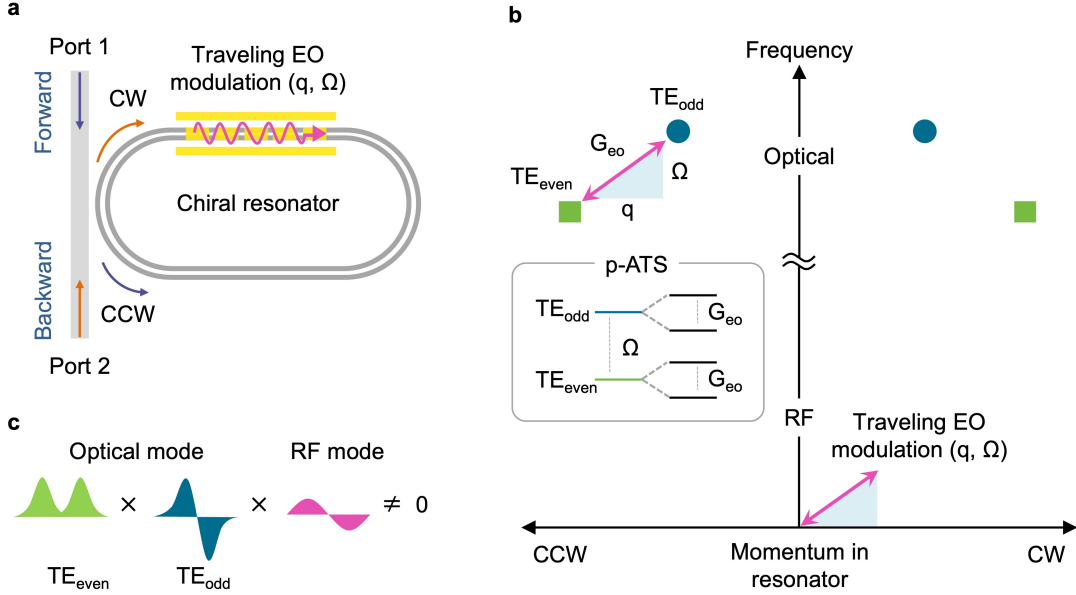 a
Port 1
Forward
CW
Traveling EO
modulation (q, Ω)
Chiral resonator
Backward
CCW
Port 2
b
Frequency
Optical
TEodd
Geo
Ω
TEeven
q
p-ATS
TEodd
Geo
Ω
TEeven
Geo
RF
Traveling EO
modulation (q, Ω)
CCW
Momentum in
resonator
CW
c
Optical mode
RF mode
× × ≠ 0
TEeven
TEodd